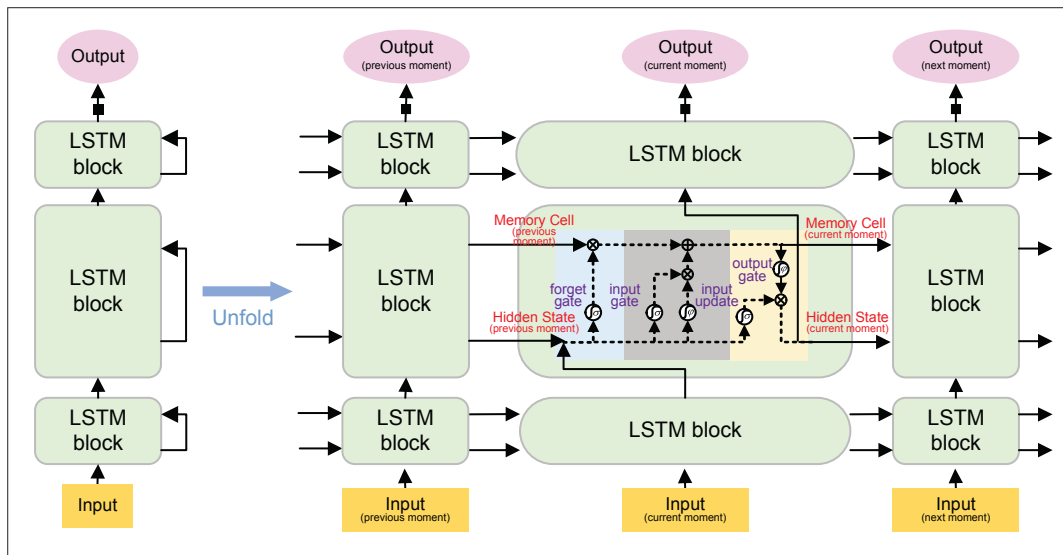 Output
Output
(previous moment)
Output
(current moment)
Output
(next moment)
LSTM
block
LSTM
block
LSTM block
LSTM
block
LSTM
block
Unfold
LSTM
block
Memory Cell
(previous
moment)
forget
gate
input
gate
input
update
output
gate
Hidden State
(previous moment)
σ
σ
φ
φ
σ
Memory Cell
(current moment)
Hidden State
(current moment)
LSTM
block
LSTM
block
LSTM
block
LSTM block
LSTM
block
Input
Input
(previous moment)
Input
(current moment)
Input
(next moment)